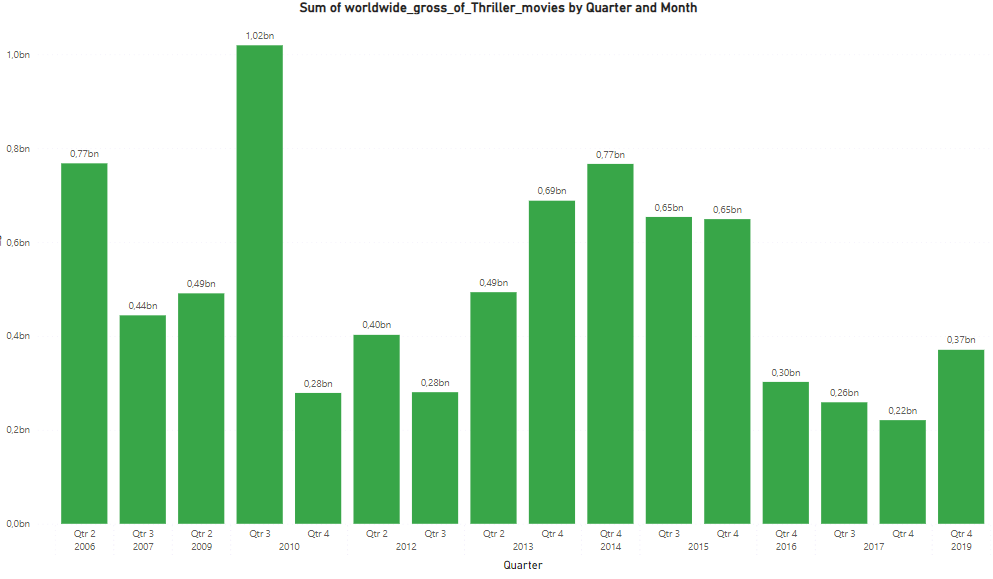 Sum of worldwide_gross_of_Thriller_movies by Quarter and Month
1,0bn
0,8bn
0,6bn
0,4bn
0,2bn
0,0bn
0,77bn
0,44bn
0,49bn
1,02bn
0,28bn
0,40bn
0,28bn
0,49bn
0,69bn
0,77bn
0,65bn
0,65bn
0,30bn
0,26bn
0,22bn
0,37bn
Qtr 2 Qtr 3 Qtr 2 Qtr 3 Qtr 4 Qtr 2 Qtr 3 Qtr 2 Qtr 4 Qtr 4 Qtr 3 Qtr 4 Qtr 4 Qtr 3 Qtr 4 Qtr 4
2006 2007 2009 2010 2012 2013 2014 2015 2016 2017 2019
Quarter